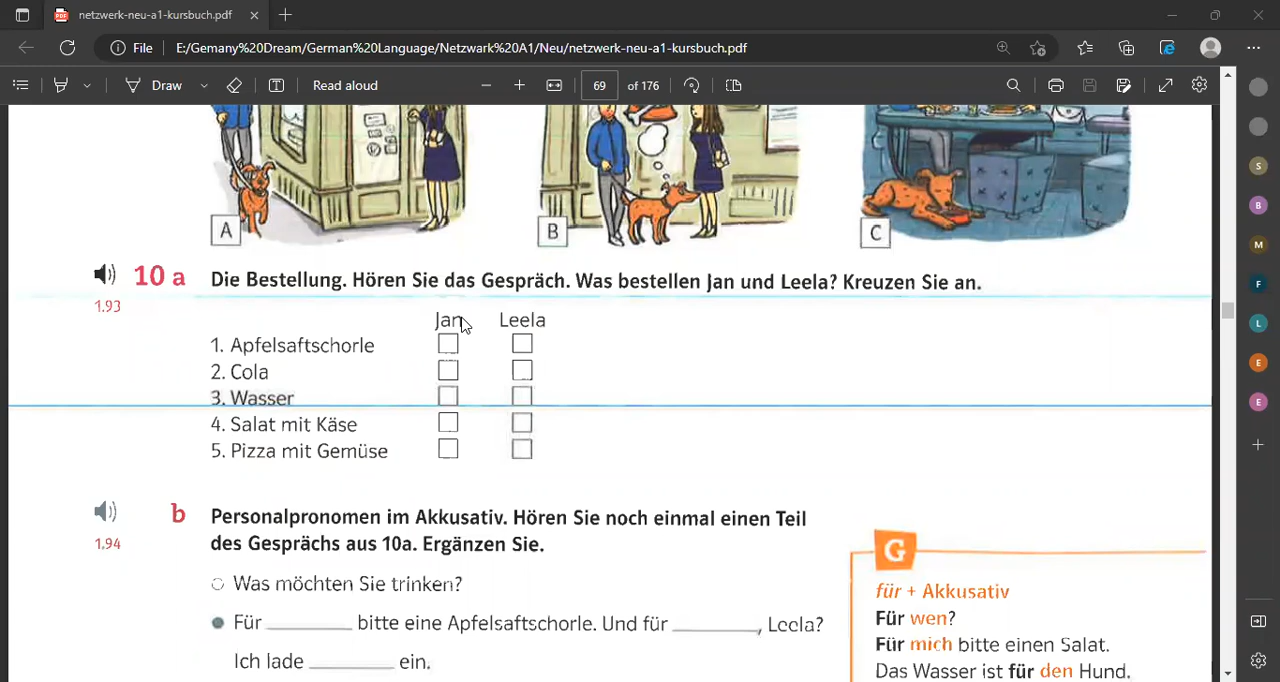 netzwerk-neu-a1-kursbuch.pdf
File E:/Gemany%20Dream/German%20Language/Netzwark%20A1/Neu/netzwerk-neu-a1-kursbuch.pdf
Draw Read aloud 69 of 176
A B C
10 a Die Bestellung. Hören Sie das Gespräch. Was bestellen Jan und Leela? Kreuzen Sie an.
1.93
Jan Leela
1. Apfelsaftschorle
2. Cola
3. Wasser
4. Salat mit Käse
5. Pizza mit Gemüse
b Personalpronomen im Akkusativ. Hören Sie noch einmal einen Teil
1.94 des Gesprächs aus 10a. Ergänzen Sie.
Was möchten Sie trinken?
Für ________ bitte eine Apfelsaftschorle. Und für ________, Leela?
Ich lade ________ ein.
G
für + Akkusativ
Für wen?
Für mich bitte einen Salat.
Das Wasser ist für den Hund.
S
B
M
F
L
E
E